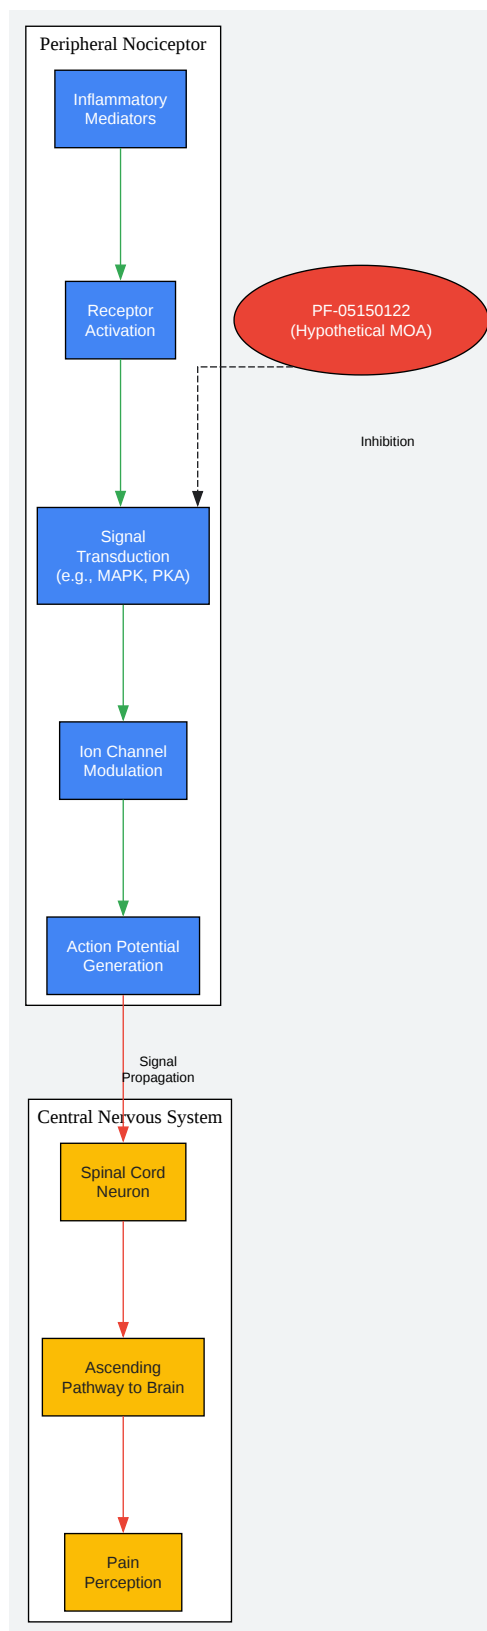 Peripheral Nociceptor
Inflammatory
Mediators
Receptor
Activation
PF-05150122
(Hypothetical MOA)
Inhibition
Signal
Transduction
(e.g., MAPK, PKA)
Ion Channel
Modulation
Action Potential
Generation
Signal
Propagation
Central Nervous System
Spinal Cord
Neuron
Ascending
Pathway to Brain
Pain
Perception